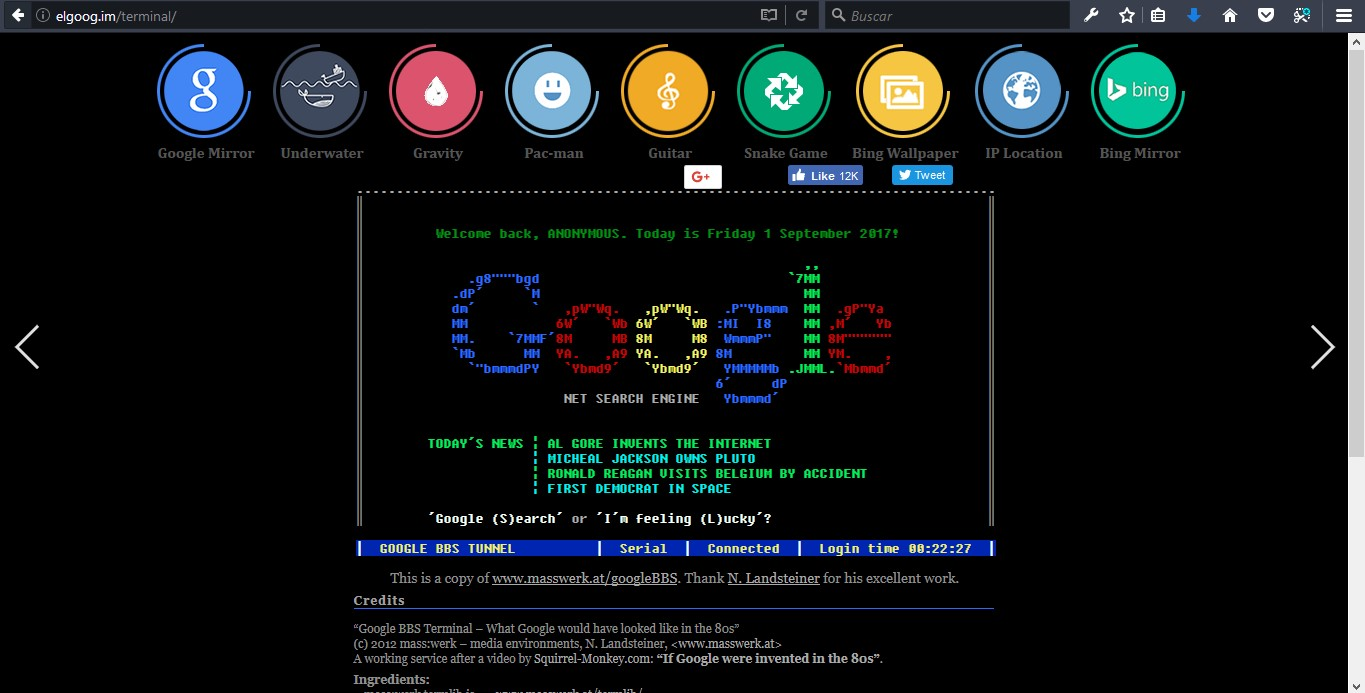 elgoog.im/terminal/
Buscar
g
bing
Google Mirror
Underwater
Gravity
Pac-man
Guitar
Snake Game
Bing Wallpaper
IP Location
Bing Mirror
G+
Like 12K
Tweet
Welcome back, ANONYMOUS. Today is Friday 1 September 2017!
Google
NET SEARCH ENGINE
TODAY´S NEWS ¦ AL GORE INVENTS THE INTERNET
¦ MICHEAL JACKSON OWNS PLUTO
¦ RONALD REAGAN VISITS BELGIUM BY ACCIDENT
¦ FIRST DEMOCRAT IN SPACE
´Google (S)earch´ or ´I´m feeling (L)ucky´?
| GOOGLE BBS TUNNEL | Serial | Connected | Login time 00:22:27 |
This is a copy of www.masswerk.at/googleBBS. Thank N. Landsteiner for his excellent work.
Credits
“Google BBS Terminal – What Google would have looked like in the 80s”
(c) 2012 mass:werk – media environments, N. Landsteiner, <www.masswerk.at>
A working service after a video by Squirrel-Monkey.com: “If Google were invented in the 80s”.
Ingredients: